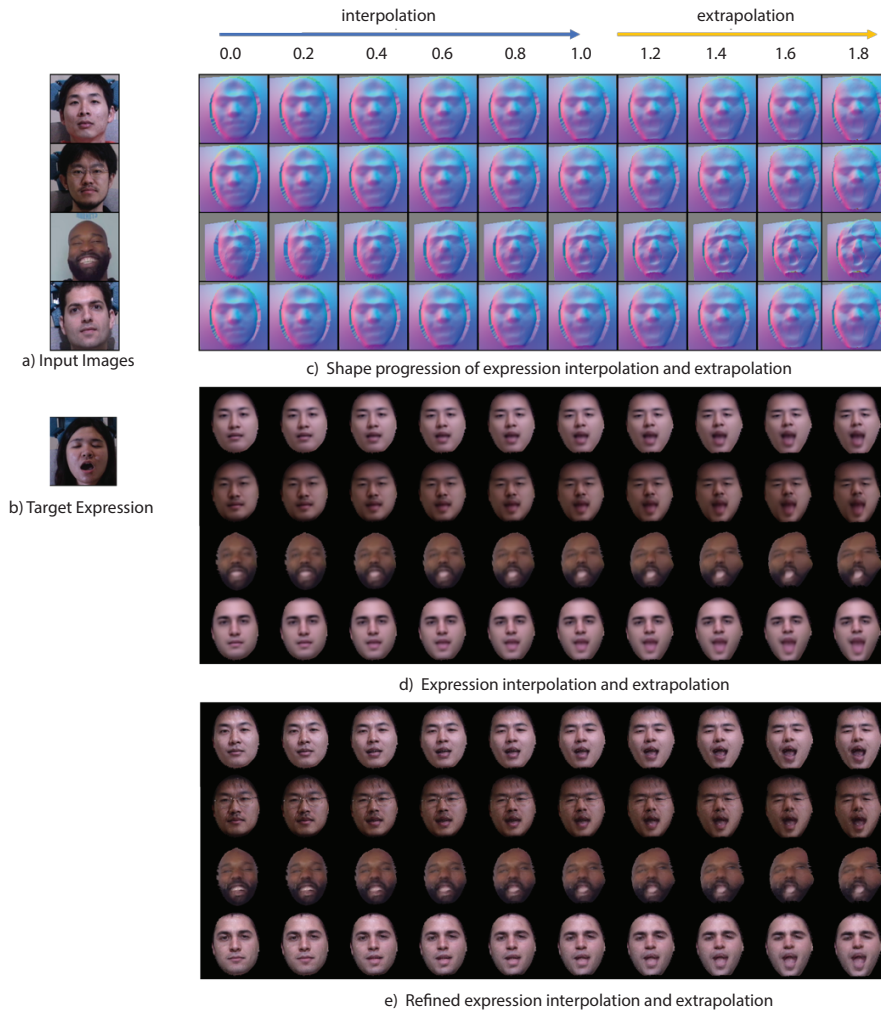 interpolation extrapolation
0.0 0.2 0.4 0.6 0.8 1.0 1.2 1.4 1.6 1.8
a) Input Images
c) Shape progression of expression interpolation and extrapolation
b) Target Expression
d) Expression interpolation and extrapolation
e) Refined expression interpolation and extrapolation